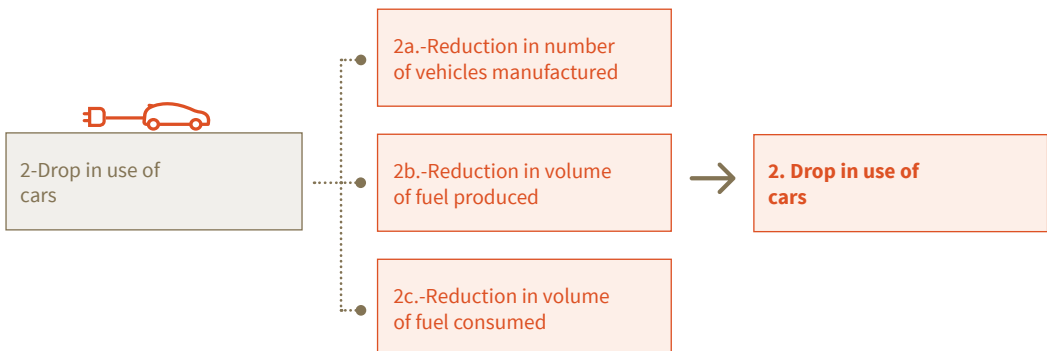 2-Drop in use of
cars
2a.-Reduction in number
of vehicles manufactured
2b.-Reduction in volume
of fuel produced
2c.-Reduction in volume
of fuel consumed
2. Drop in use of
cars